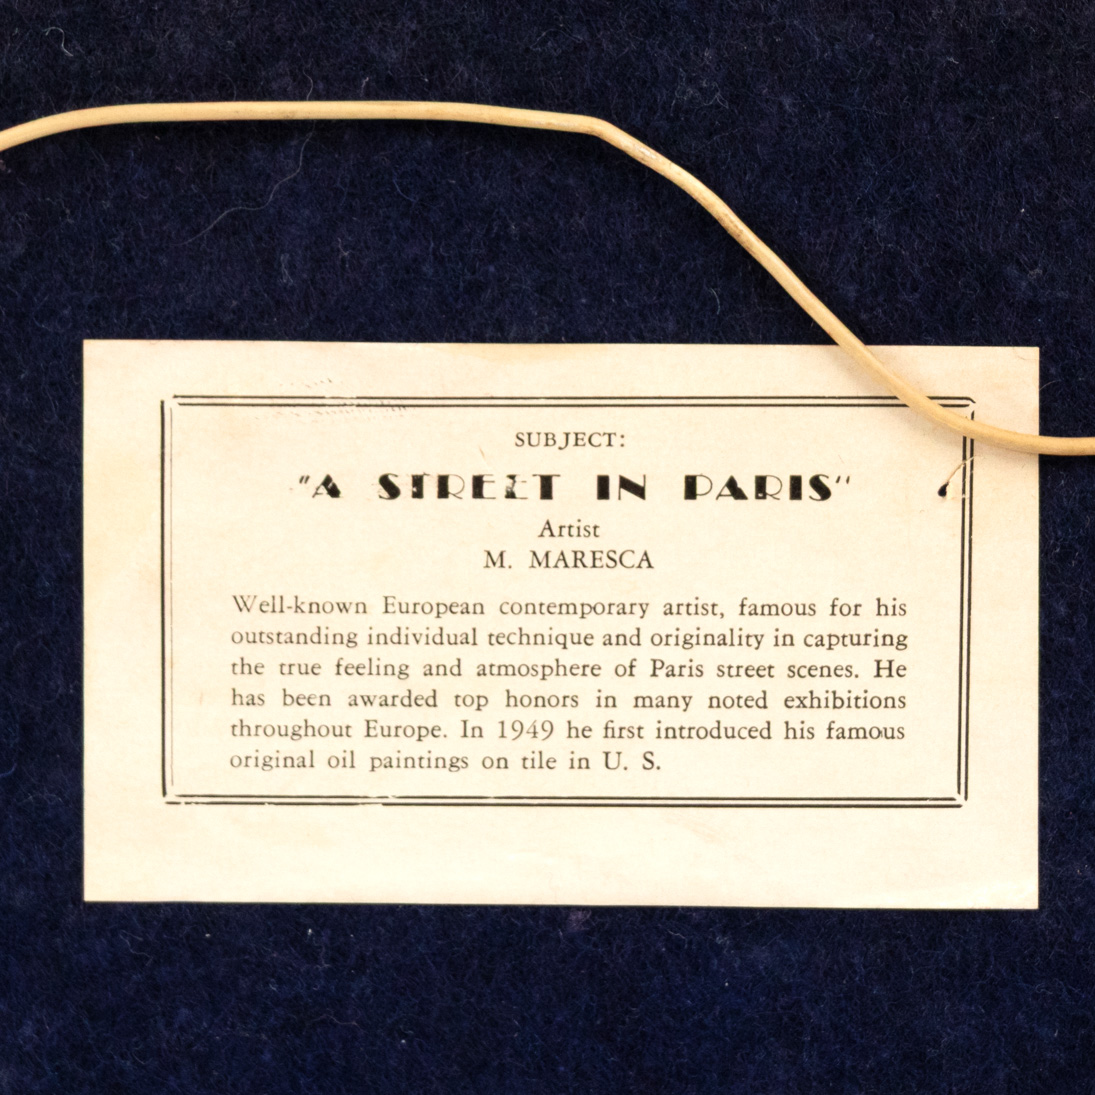 SUBJECT:
"A STREET IN PARIS"
Artist
M. MARESCA
Well-known European contemporary artist, famous for his
outstanding individual technique and originality in capturing
the true feeling and atmosphere of Paris street scenes. He
has been awarded top honors in many noted exhibitions
throughout Europe. In 1949 he first introduced his famous
original oil paintings on tile in U. S.